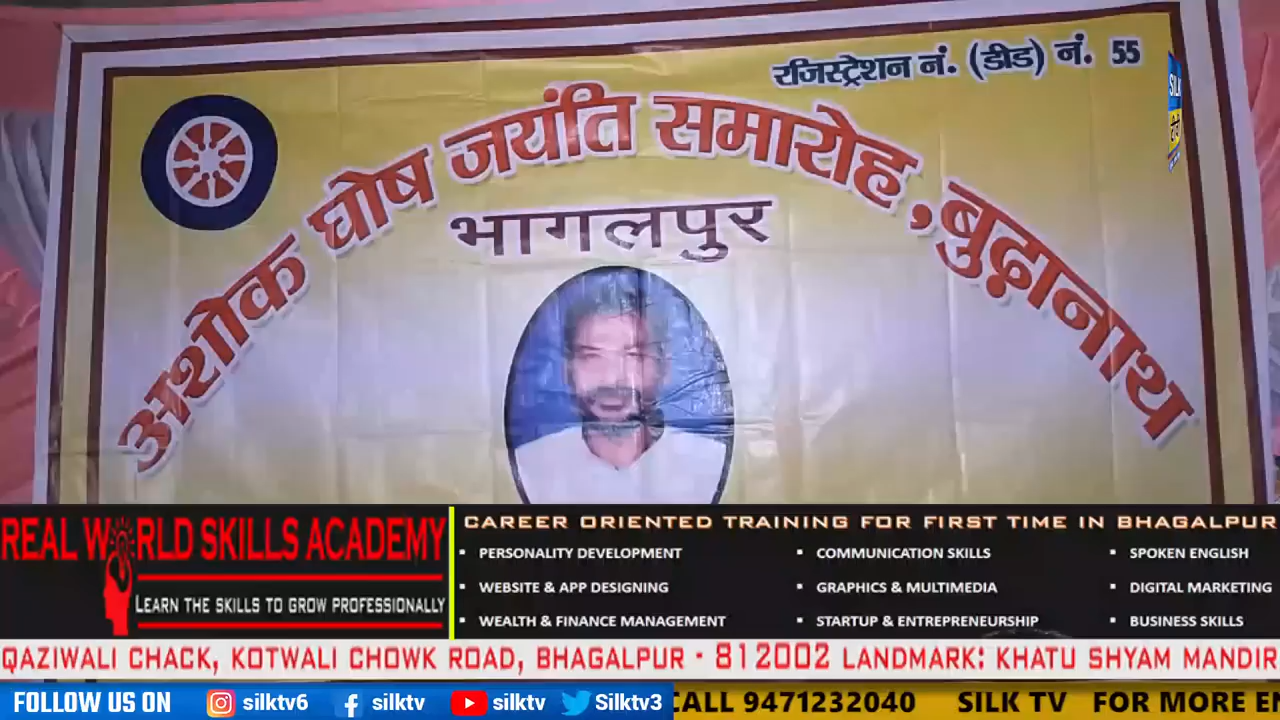 रजिस्ट्रेशन नं. (डीड) नं. 55
अशोक घोष जयंति समारोह, बुढ़ानाथ
भागलपुर
SILK
टीवी
REAL WORLD SKILLS ACADEMY
LEARN THE SKILLS TO GROW PROFESSIONALLY
CAREER ORIENTED TRAINING FOR FIRST TIME IN BHAGALPUR
▪ PERSONALITY DEVELOPMENT ▪ COMMUNICATION SKILLS ▪ SPOKEN ENGLISH
▪ WEBSITE & APP DESIGNING ▪ GRAPHICS & MULTIMEDIA ▪ DIGITAL MARKETING
▪ WEALTH & FINANCE MANAGEMENT ▪ STARTUP & ENTREPRENEURSHIP ▪ BUSINESS SKILLS
QAZIWALI CHACK, KOTWALI CHOWK ROAD, BHAGALPUR - 812002 LANDMARK: KHATU SHYAM MANDIR
FOLLOW US ON silktv6 silktv silktv Silktv3 CALL 9471232040 SILK TV FOR MORE